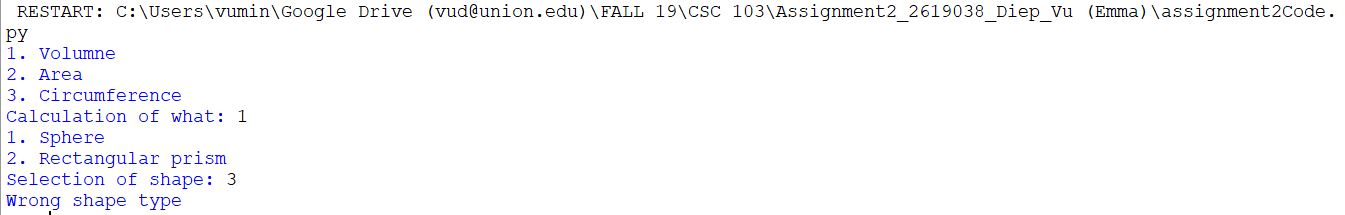 RESTART: C:\Users\vumin\Google Drive (vud@union.edu)\FALL 19\CSC 103\Assignment2_2619038_Diep_Vu (Emma)\assignment2Code.
py
1. Volumne
2. Area
3. Circumference
Calculation of what: 1
1. Sphere
2. Rectangular prism
Selection of shape: 3
Wrong shape type